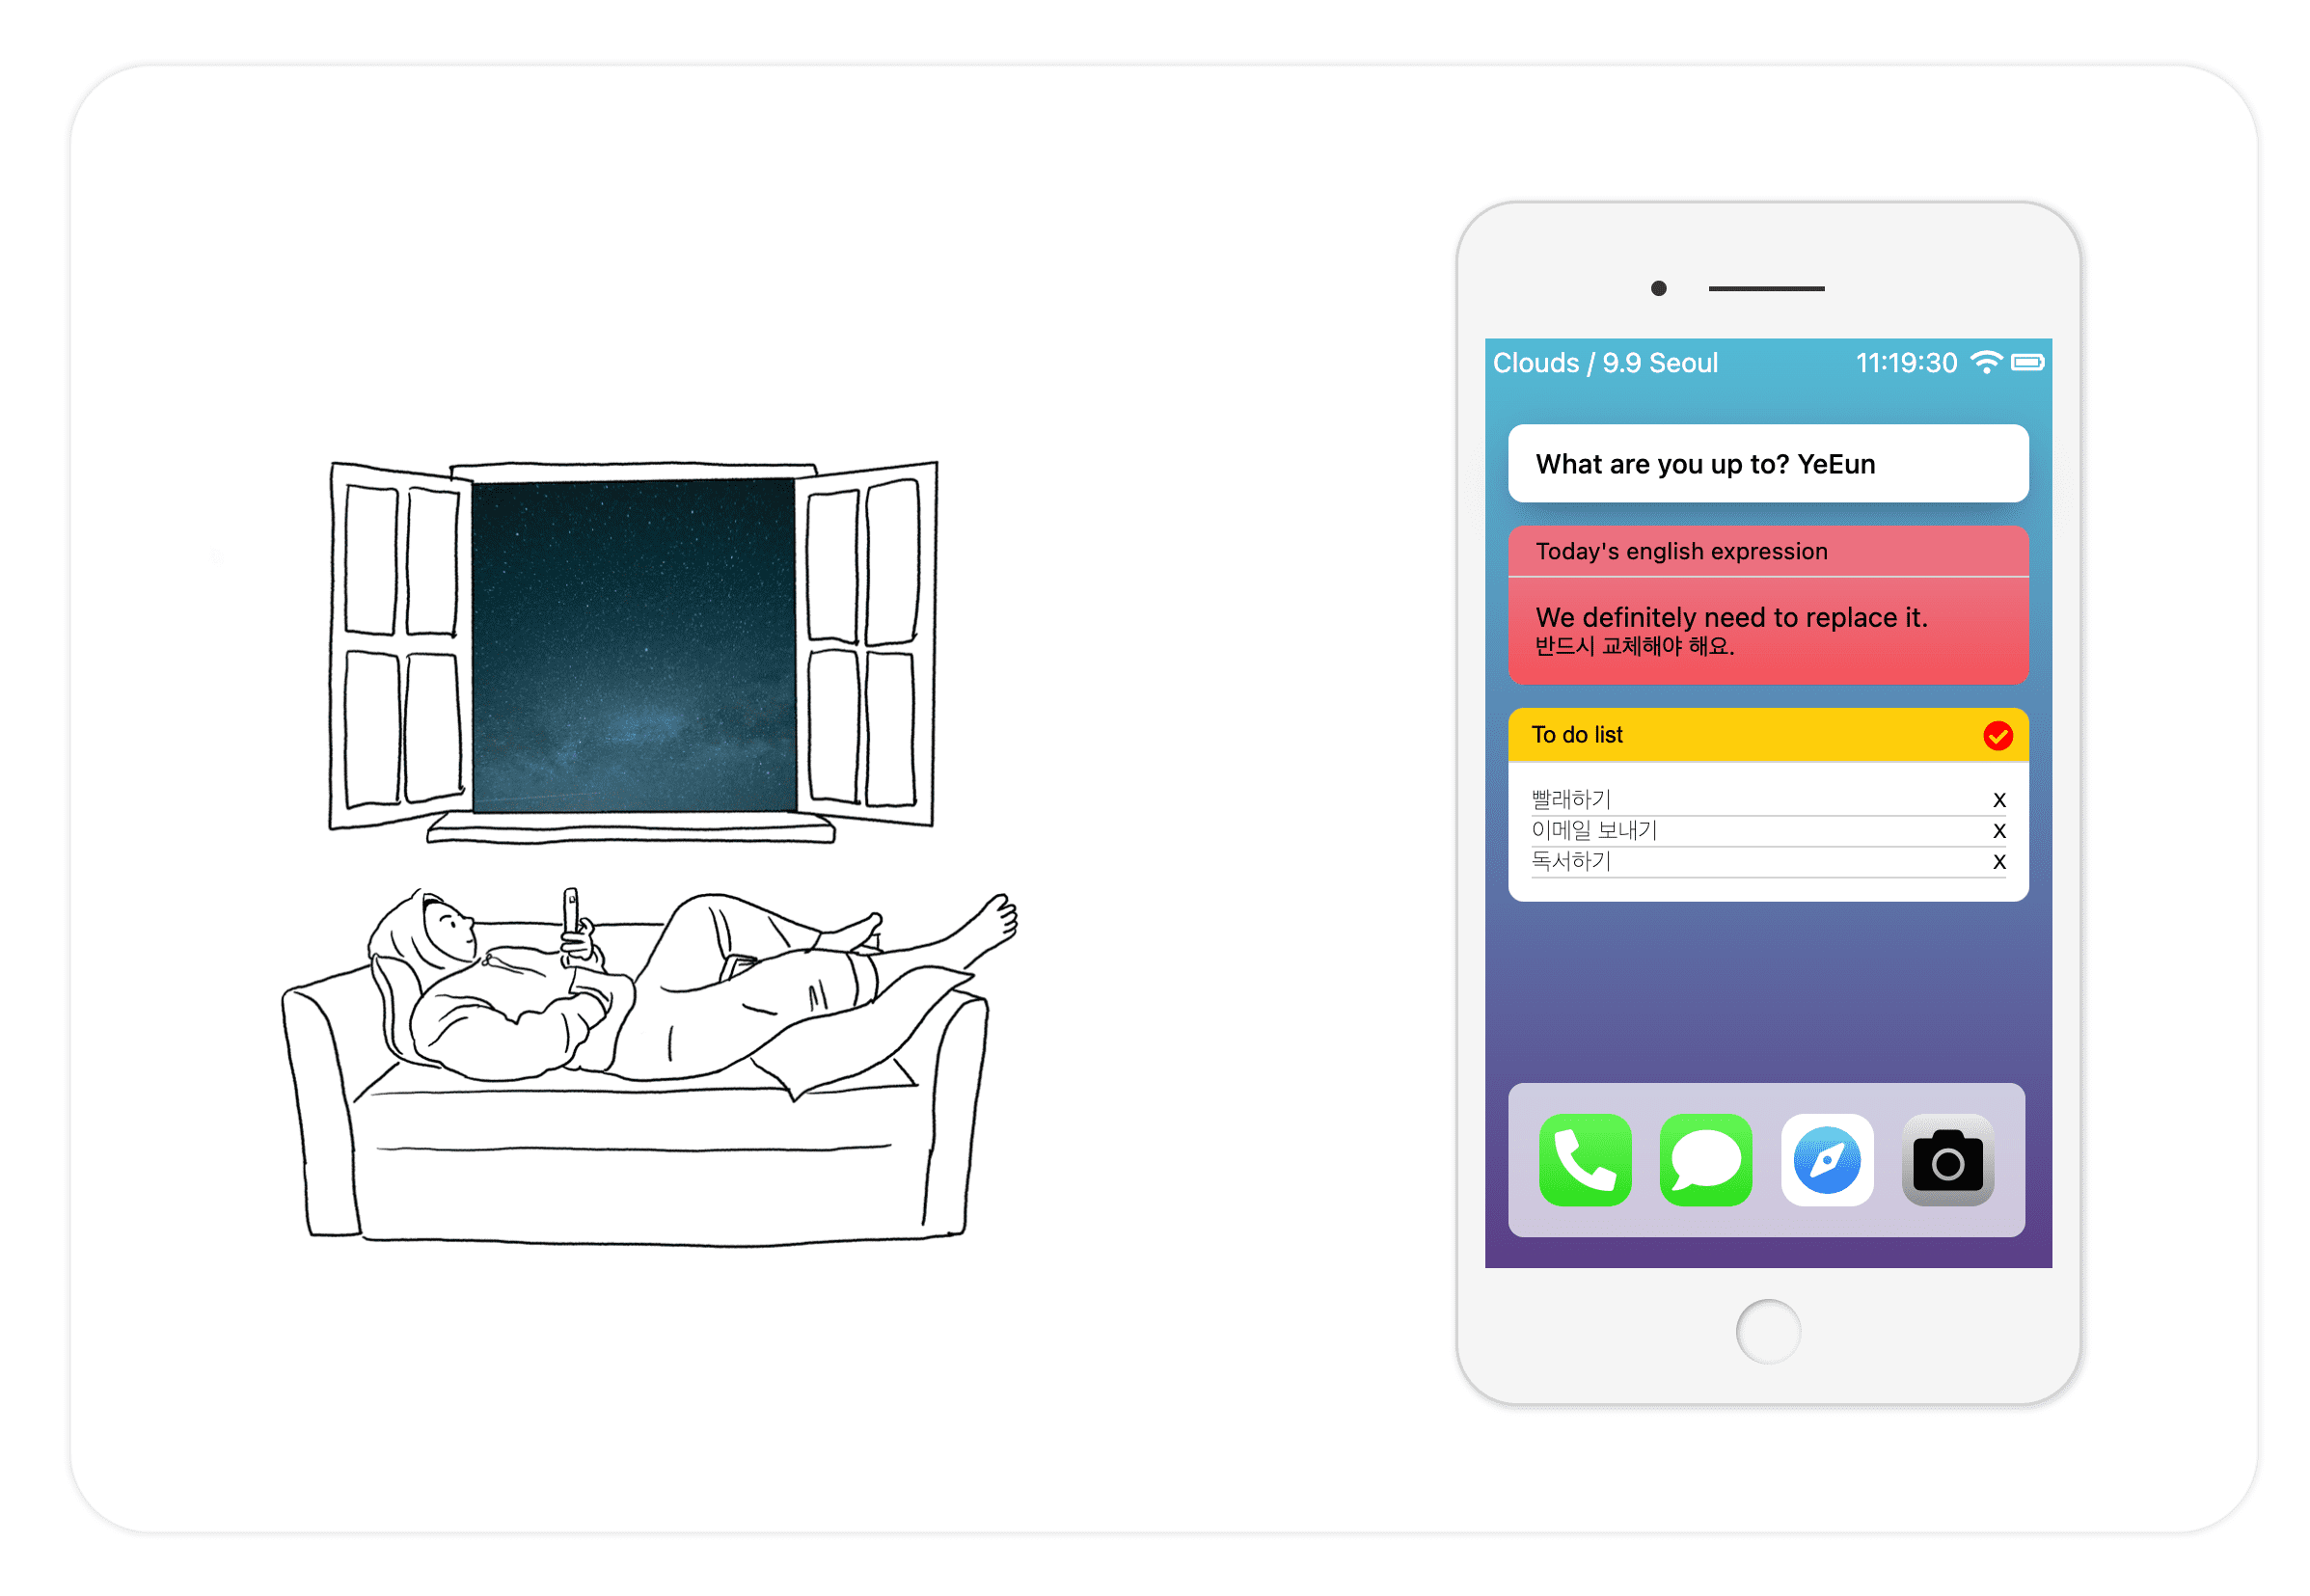 Clouds / 9.9 Seoul 11:19:30
What are you up to? YeEun
Today's english expression
We definitely need to replace it.
반드시 교체해야 해요.
To do list
빨래하기 X
이메일 보내기 X
독서하기 X